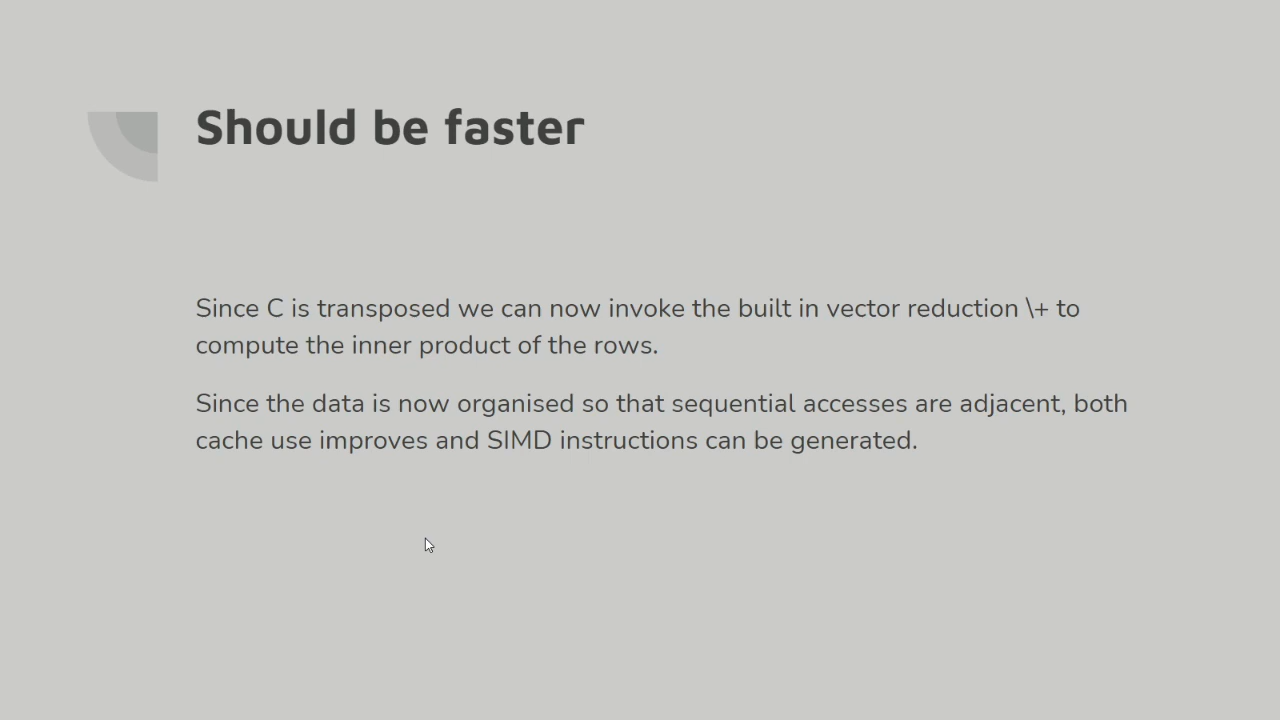 Should be faster
Since C is transposed we can now invoke the built in vector reduction \+ to
compute the inner product of the rows.
Since the data is now organised so that sequential accesses are adjacent, both
cache use improves and SIMD instructions can be generated.